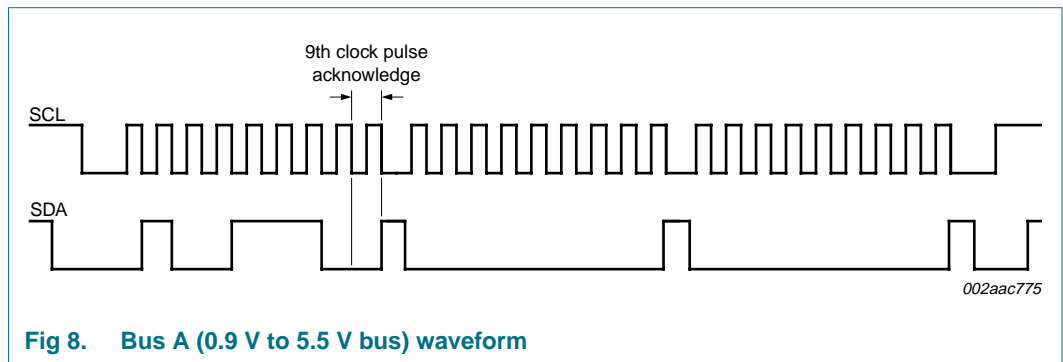 9th clock pulse
acknowledge
SCL
SDA
002aac775
Fig 8. Bus A (0.9 V to 5.5 V bus) waveform